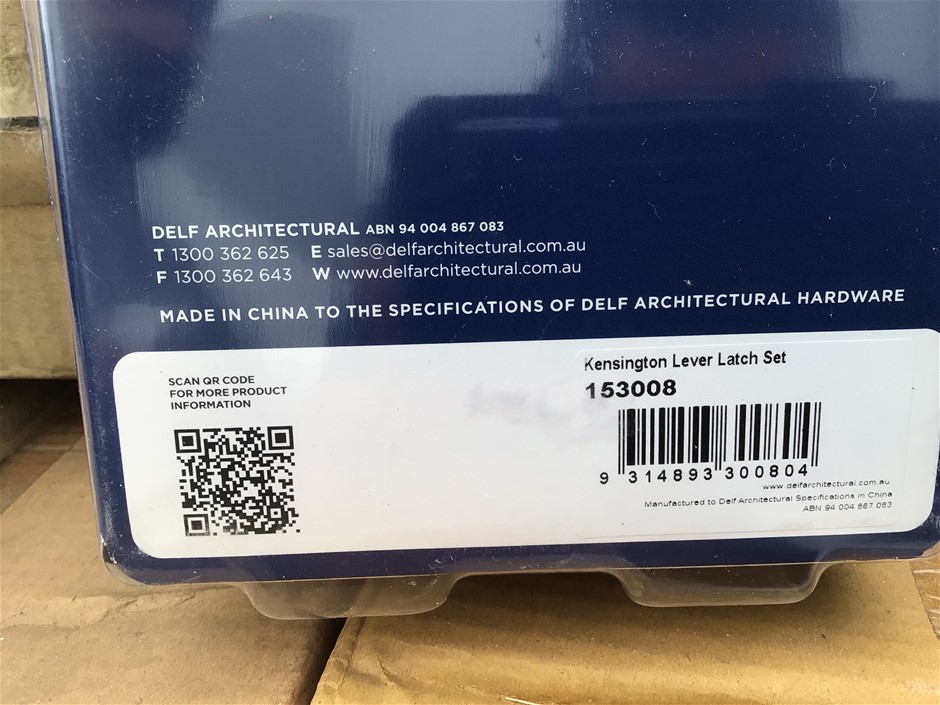 DELF ARCHITECTURAL ABN 94 004 867 083
T 1300 362 625 E sales@delfarchitectural.com.au
F 1300 362 643 W www.delfarchitectural.com.au
MADE IN CHINA TO THE SPECIFICATIONS OF DELF ARCHITECTURAL HARDWARE
SCAN QR CODE
FOR MORE PRODUCT
INFORMATION
Kensington Lever Latch Set
153008
9 314893 300804
www.delfarchitectural.com.au
Manufactured to Delf Architectural Specifications in China
ABN 94 004 867 083